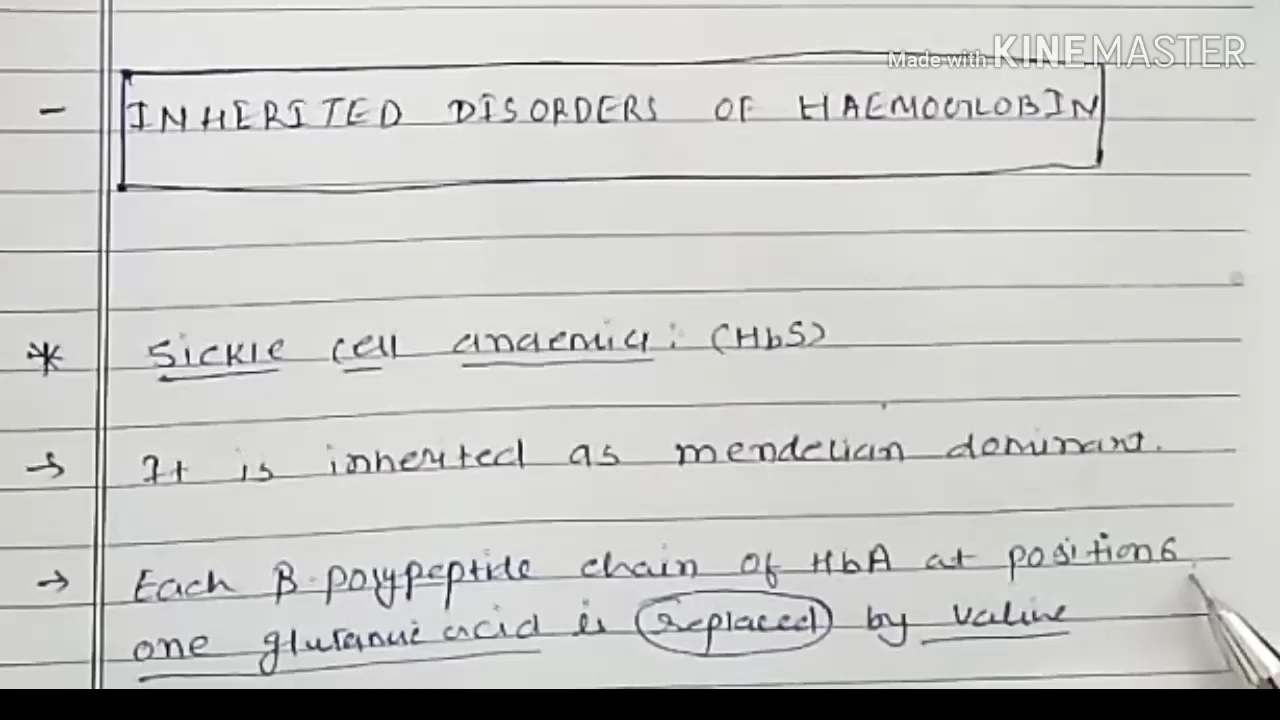 Made with KINEMASTER
- INHERITED DISORDERS OF HAEMOGLOBIN
* Sickle cell anaemia: (HbS)
→ It is inherited as mendelian dominant.
→ Each β-polypeptide chain of HbA at position 6
one glutamic acid is replaced by valine